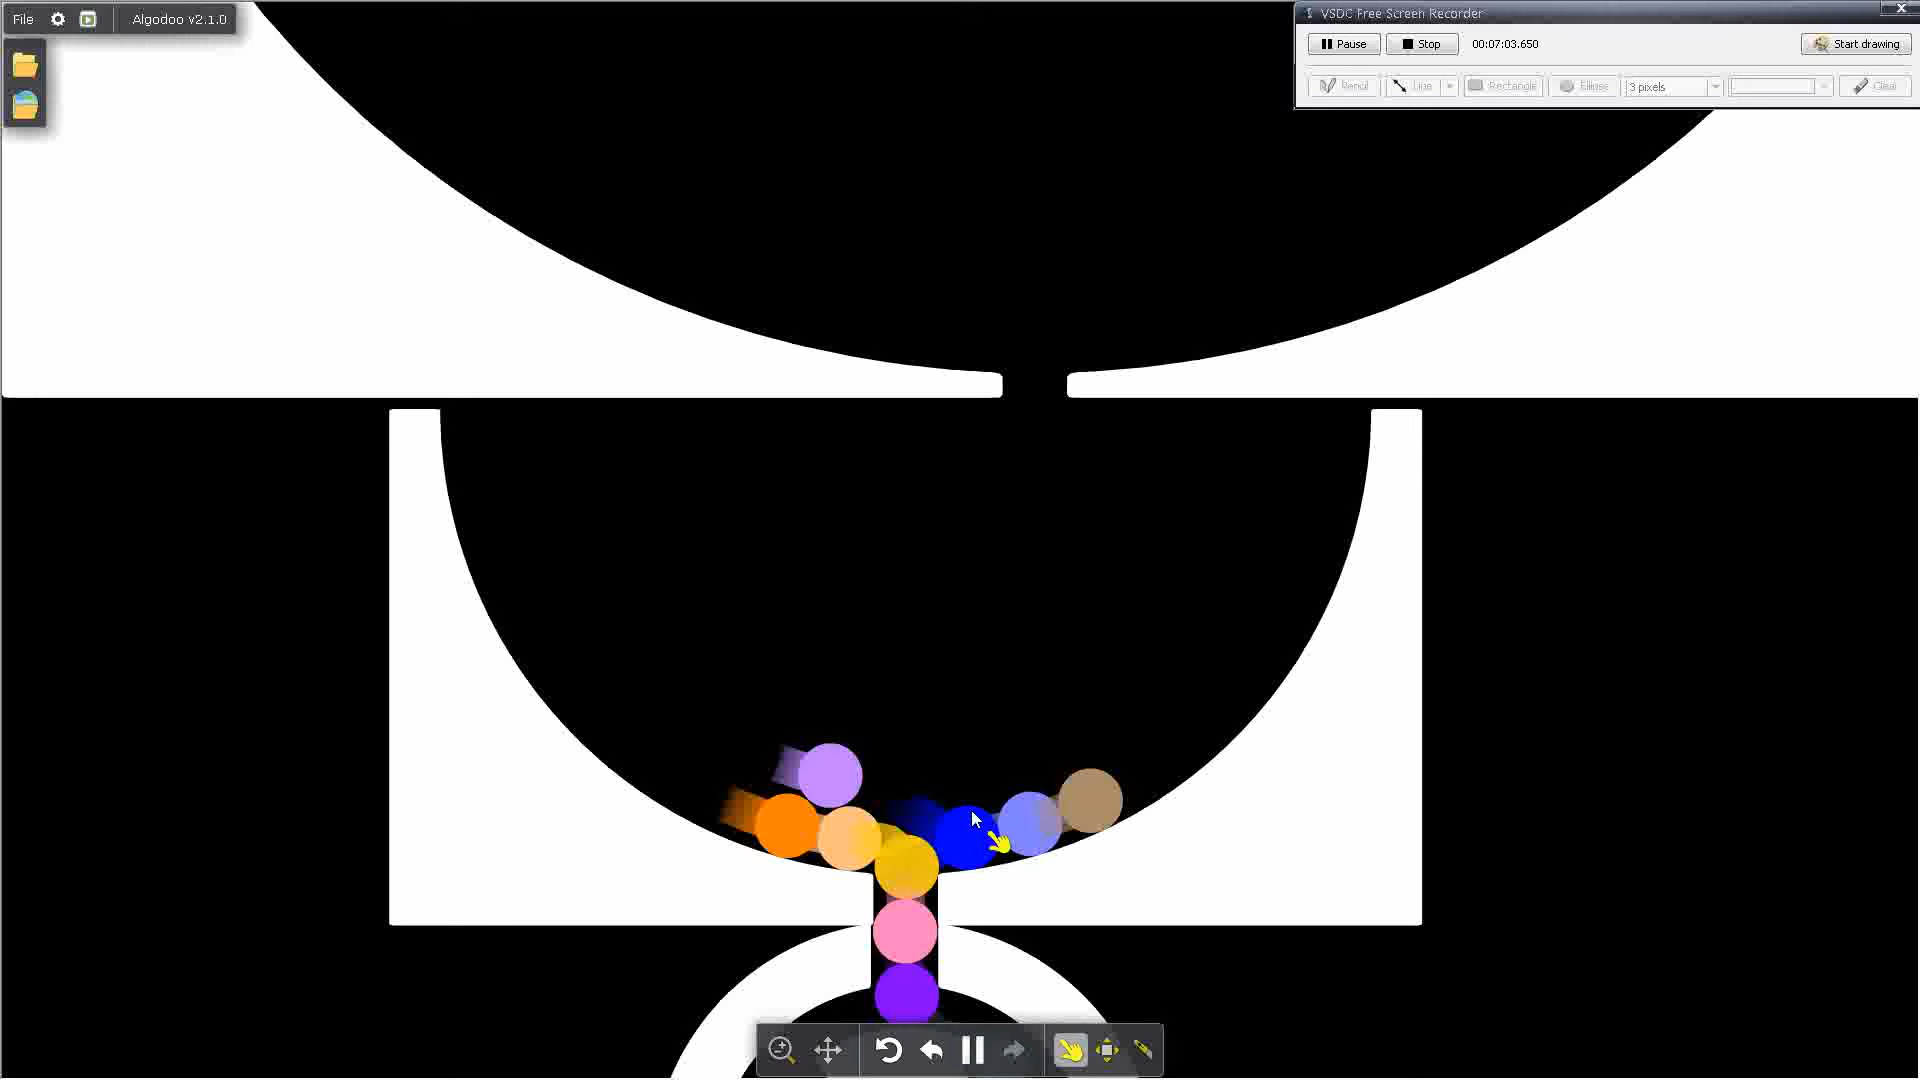 File
Algodoo v2.1.0
VSDC Free Screen Recorder
Pause
Stop
00:07:03.650
Start drawing
Pencil
Line
Rectangle
Ellipse
3 pixels
Clear